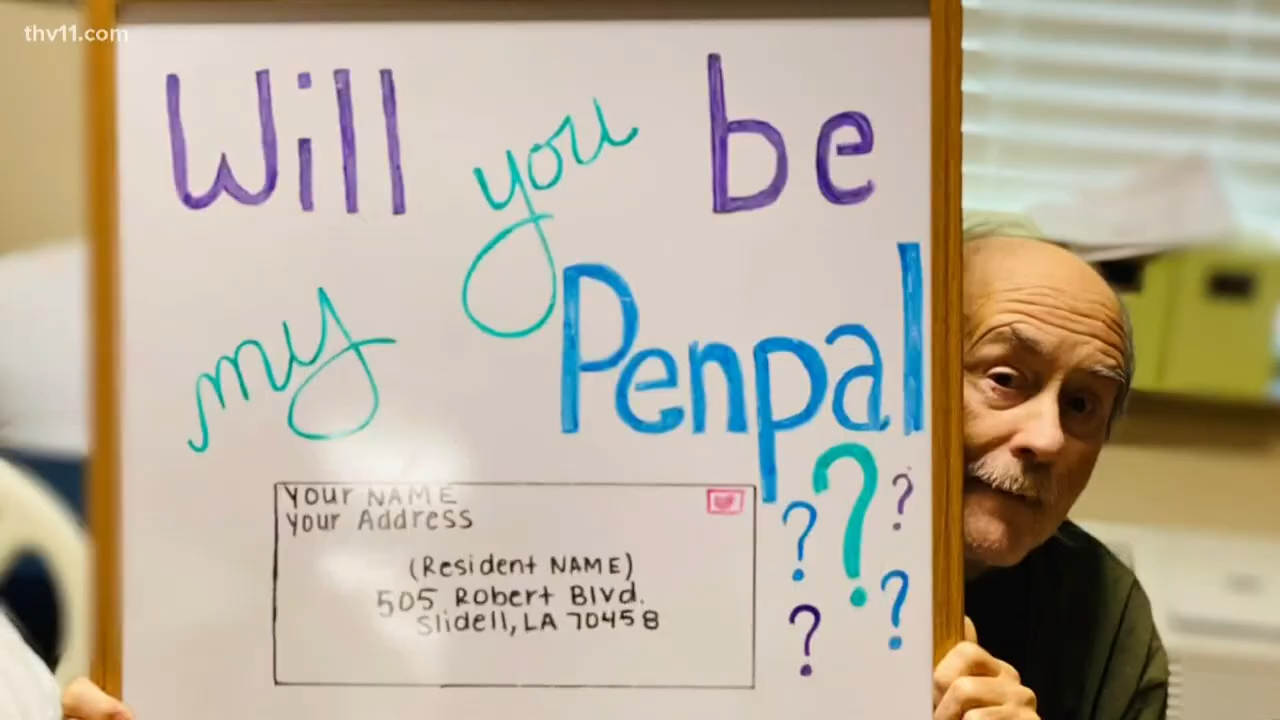 thv11.com
Will you be
my Penpal
? ? ? ? ?
Your NAME
Your Address
(Resident NAME)
505 Robert Blvd.
Slidell, LA 70458